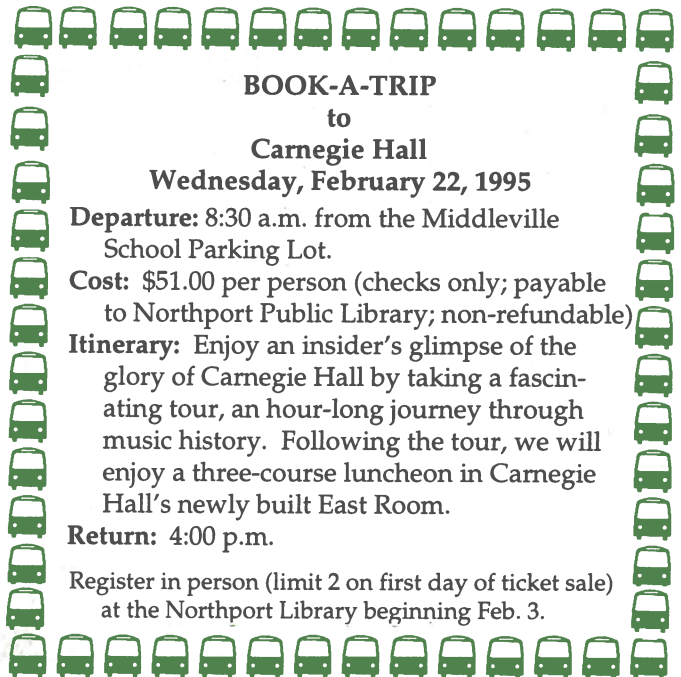 BOOK-A-TRIP
to
Carnegie Hall
Wednesday, February 22, 1995
Departure: 8:30 a.m. from the Middleville
School Parking Lot.
Cost: $51.00 per person (checks only; payable
to Northport Public Library; non-refundable)
Itinerary: Enjoy an insider's glimpse of the
glory of Carnegie Hall by taking a fascin-
ating tour, an hour-long journey through
music history. Following the tour, we will
enjoy a three-course luncheon in Carnegie
Hall's newly built East Room.
Return: 4:00 p.m.
Register in person (limit 2 on first day of ticket sale)
at the Northport Library beginning Feb. 3.